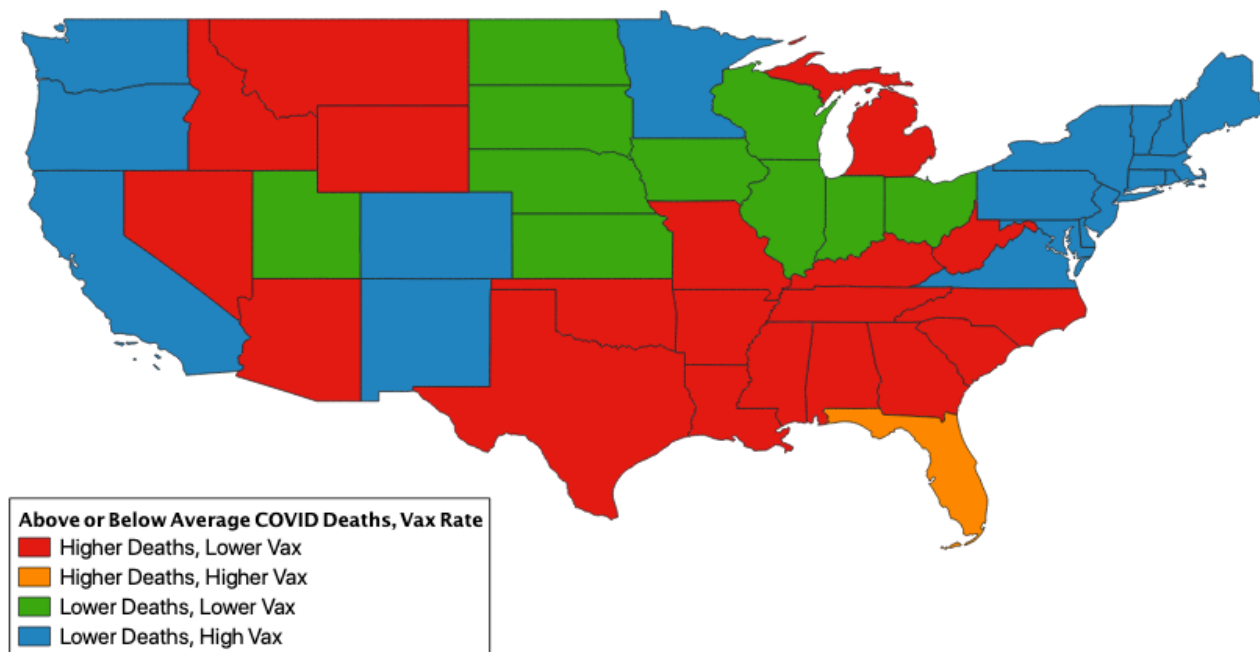 Above or Below Average COVID Deaths, Vax Rate
Higher Deaths, Lower Vax
Higher Deaths, Higher Vax
Lower Deaths, Lower Vax
Lower Deaths, High Vax